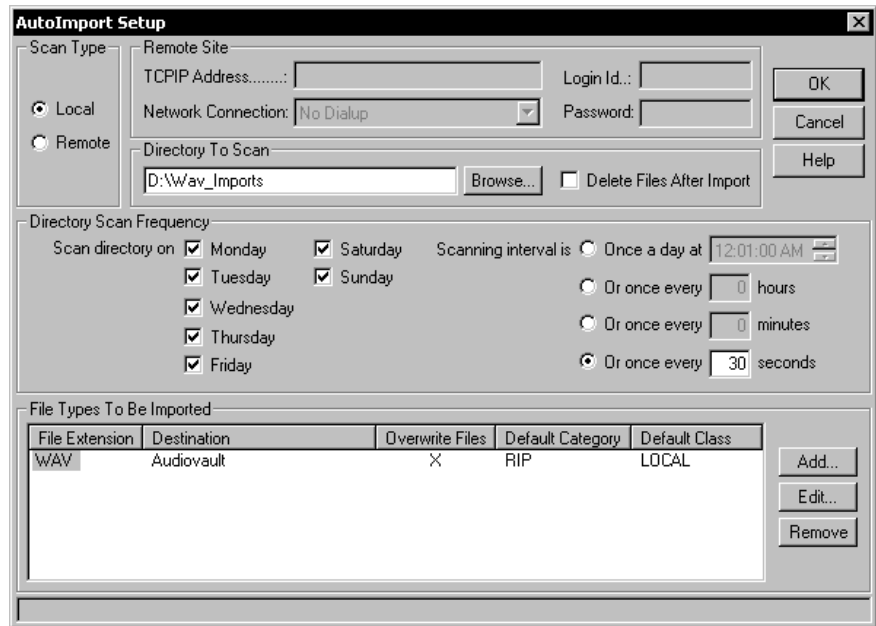 AutoImport Setup
Scan Type
Local
Remote
Remote Site
TCPIP Address........:
Login Id..:
Network Connection: No Dialup
Password:
Directory To Scan
D:\Wav_Imports
Browse...
Delete Files After Import
OK
Cancel
Help
Directory Scan Frequency
Scan directory on
Monday
Tuesday
Wednesday
Thursday
Friday
Saturday
Sunday
Scanning interval is
Once a day at 12:01:00 AM
Or once every 0 hours
Or once every 0 minutes
Or once every 30 seconds
File Types To Be Imported
File Extension Destination Overwrite Files Default Category Default Class
WAV Audiovault X RIP LOCAL
Add...
Edit...
Remove